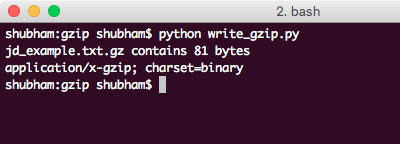 2. bash
shubham:gzip shubham$ python write_gzip.py
jd_example.txt.gz contains 81 bytes
application/x-gzip; charset=binary
shubham:gzip shubham$